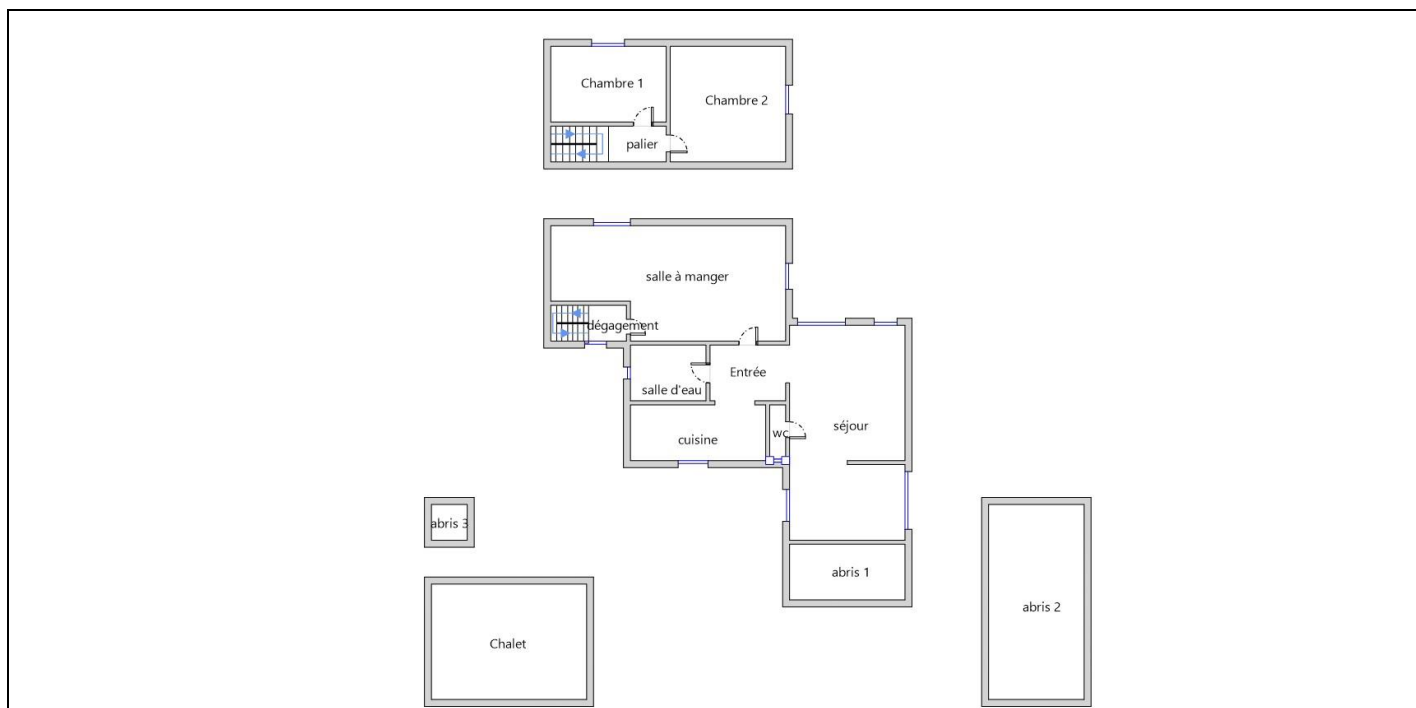 Chambre 1
Chambre 2
palier
salle à manger
dégagement
Entrée
salle d'eau
séjour
wc
cuisine
abris 3
abris 1
abris 2
Chalet